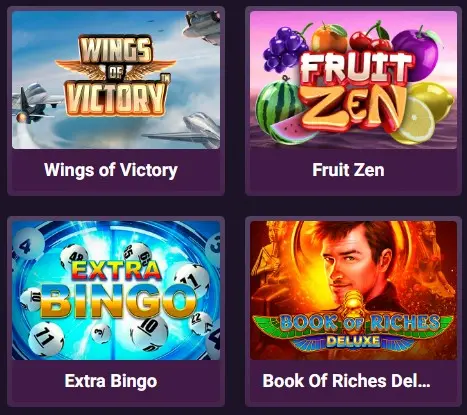 WINGS
OF
VICTORY™
Wings of Victory
FRUIT
ZEN
Fruit Zen
EXTRA
BINGO
Extra Bingo
BOOK OF RICHES
DELUXE
Book Of Riches Del...